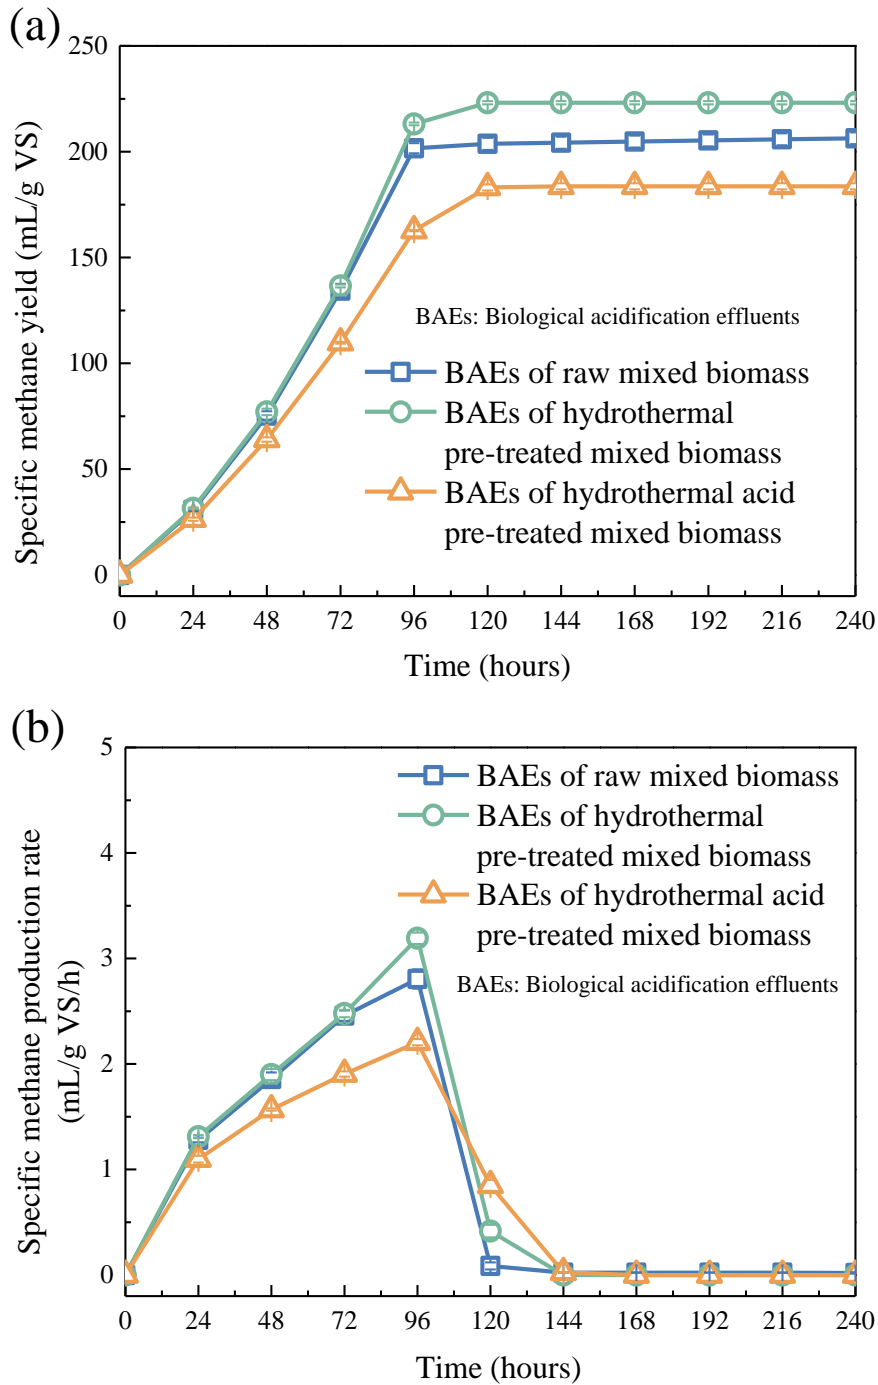 (a)
250
200
150
100
50
0
Specific methane yield (mL/g VS)
BAEs: Biological acidification effluents
BAEs of raw mixed biomass
BAEs of hydrothermal
pre-treated mixed biomass
BAEs of hydrothermal acid
pre-treated mixed biomass
0 24 48 72 96 120 144 168 192 216 240
Time (hours)
(b)
5
4
3
2
1
0
Specific methane production rate
(mL/g VS/h)
BAEs of raw mixed biomass
BAEs of hydrothermal
pre-treated mixed biomass
BAEs of hydrothermal acid
pre-treated mixed biomass
BAEs: Biological acidification effluents
0 24 48 72 96 120 144 168 192 216 240
Time (hours)